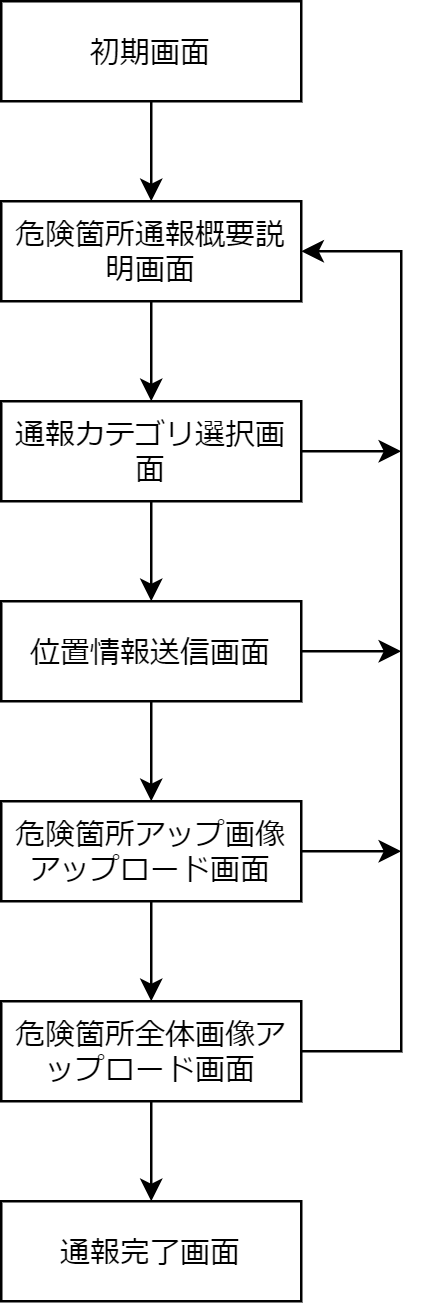 初期画面
危険箇所通報概要説
明画面
通報カテゴリ選択画
面
位置情報送信画面
危険箇所アップ画像
アップロード画面
危険箇所全体画像ア
ップロード画面
通報完了画面